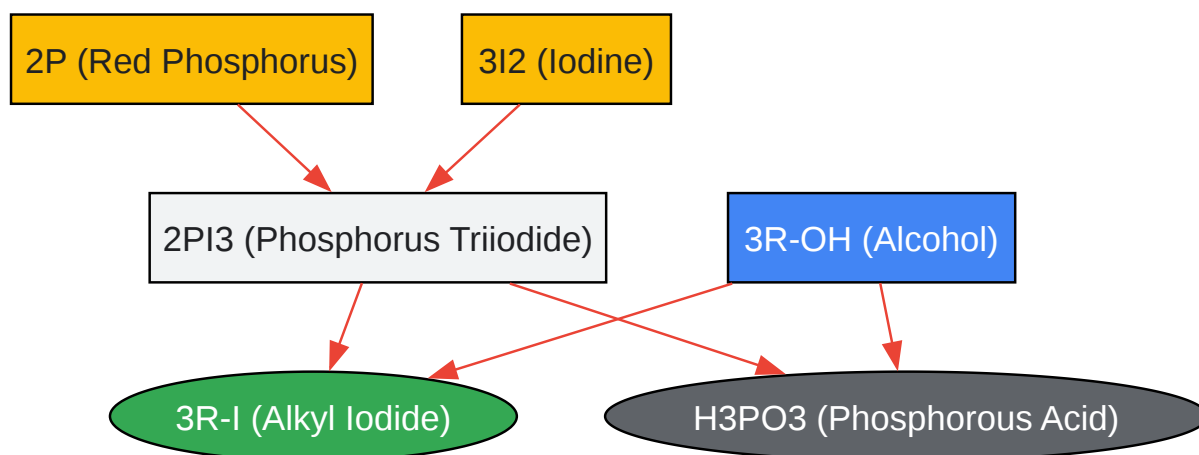 2P (Red Phosphorus)
3I2 (Iodine)
2PI3 (Phosphorus Triiodide)
3R-OH (Alcohol)
3R-I (Alkyl Iodide)
H3PO3 (Phosphorous Acid)